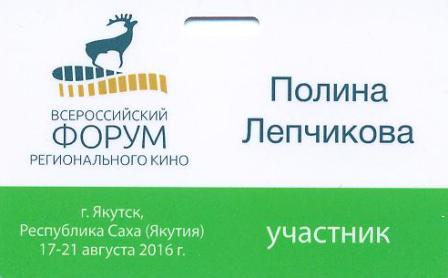 ВСЕРОССИЙСКИЙ
ФОРУМ
РЕГИОНАЛЬНОГО КИНО
Полина
Лепчикова
г. Якутск,
Республика Саха (Якутия)
17-21 августа 2016 г.
участник